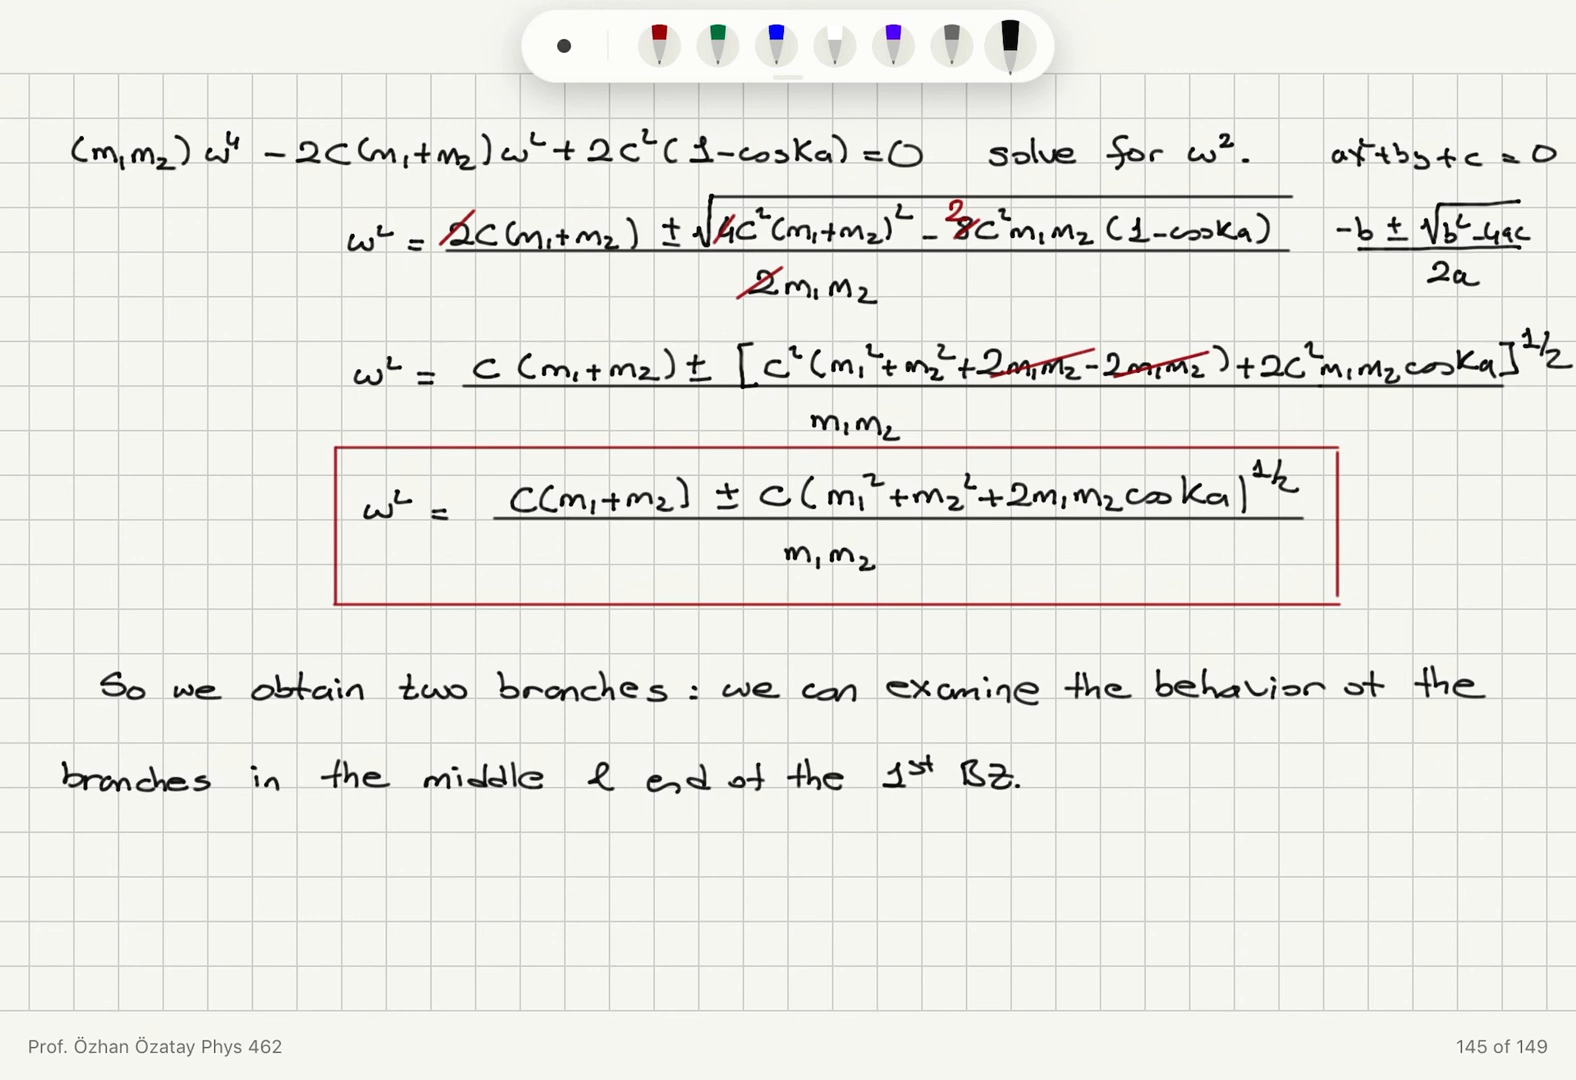 (m₁m₂) ω⁴ - 2C(m₁+m₂)ω² + 2C²(1-cosKa) = 0 solve for ω². ax²+by+c = 0
ω² = 2C(m₁+m₂) ± √(4C²(m₁+m₂)² - 8C²m₁m₂(1-cosKa)) / 2m₁m₂ 2 (-b ± √(b²-4ac)) / 2a
ω² = C(m₁+m₂) ± [C²(m₁²+m₂²+2m₁m₂-2m₁m₂)+2C²m₁m₂cosKa]^1/2 / m₁m₂
ω² = C(m₁+m₂) ± C(m₁²+m₂²+2m₁m₂cosKa)^1/2 / m₁m₂
So we obtain two branches: we can examine the behavior of the
branches in the middle & end of the 1st BZ.
Prof. Özhan Özatay Phys 462 145 of 149